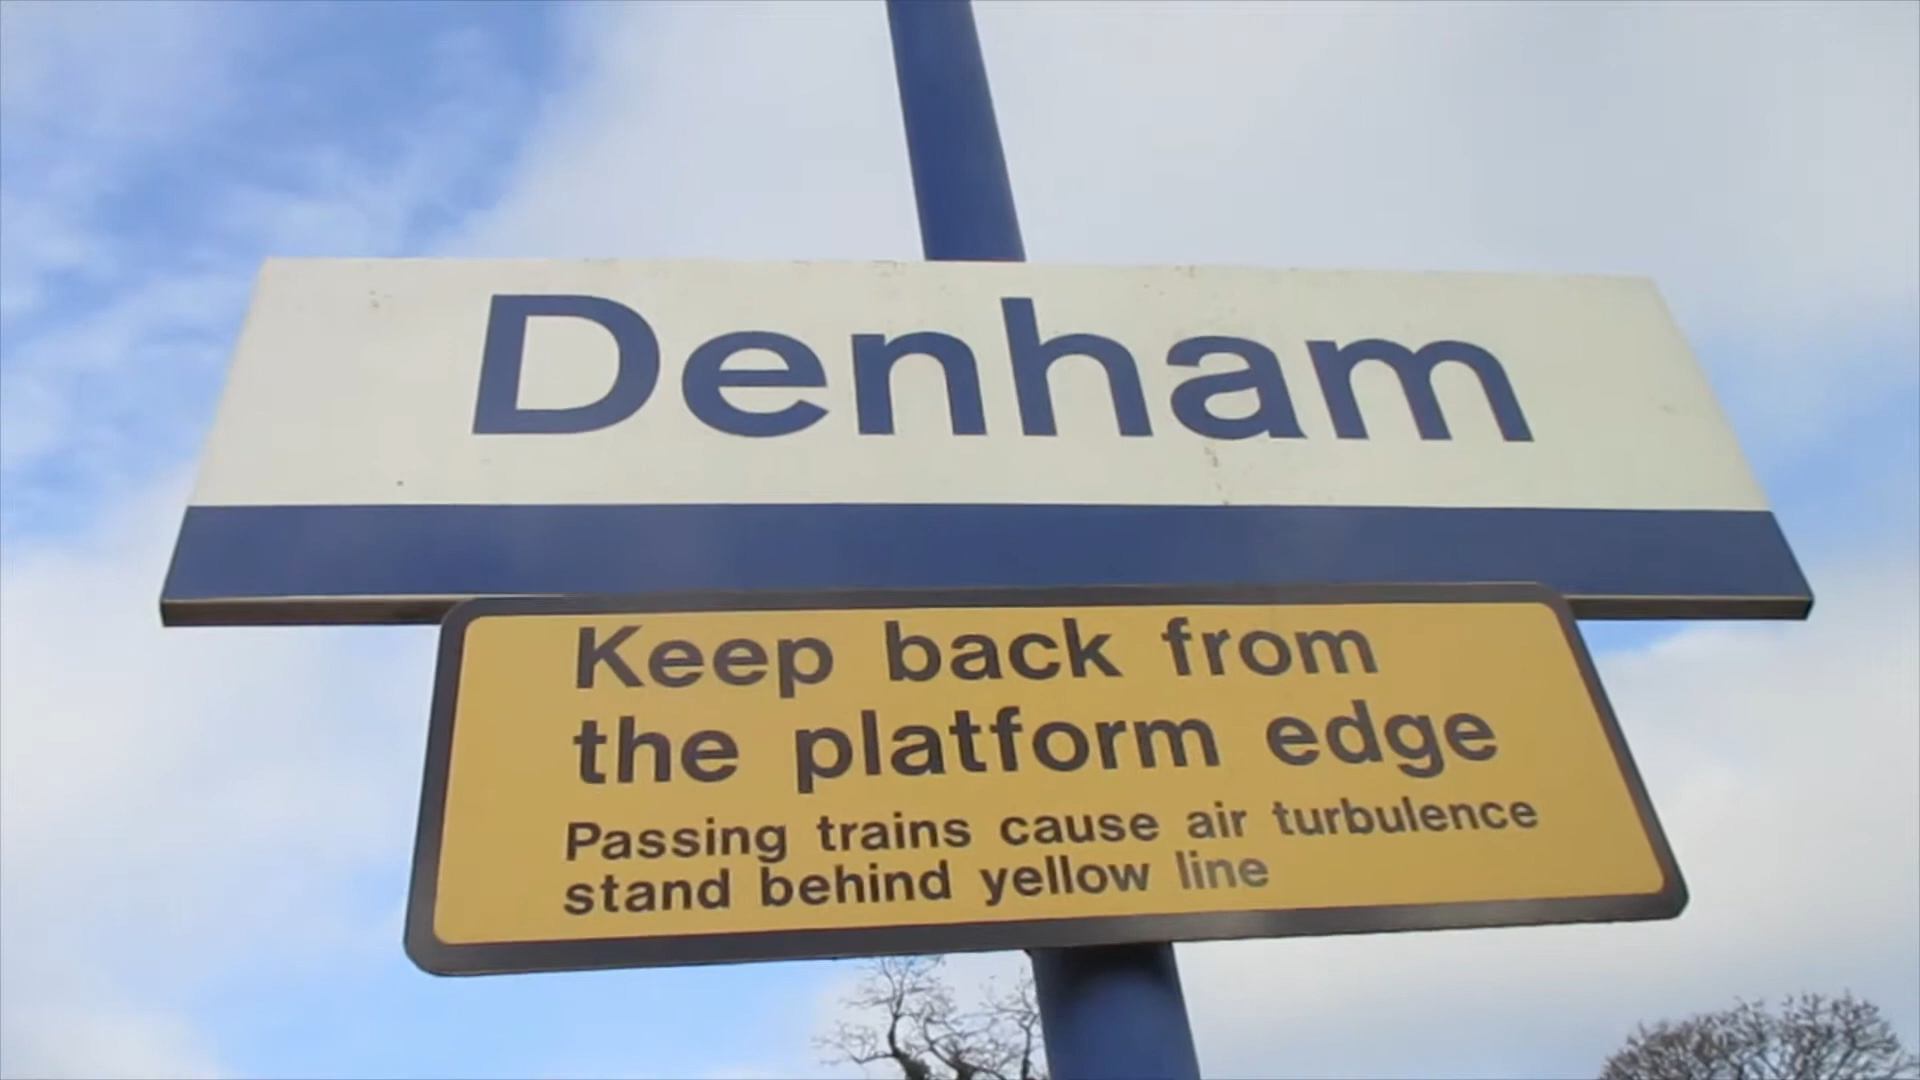 Denham
Keep back from
the platform edge
Passing trains cause air turbulence
stand behind yellow line